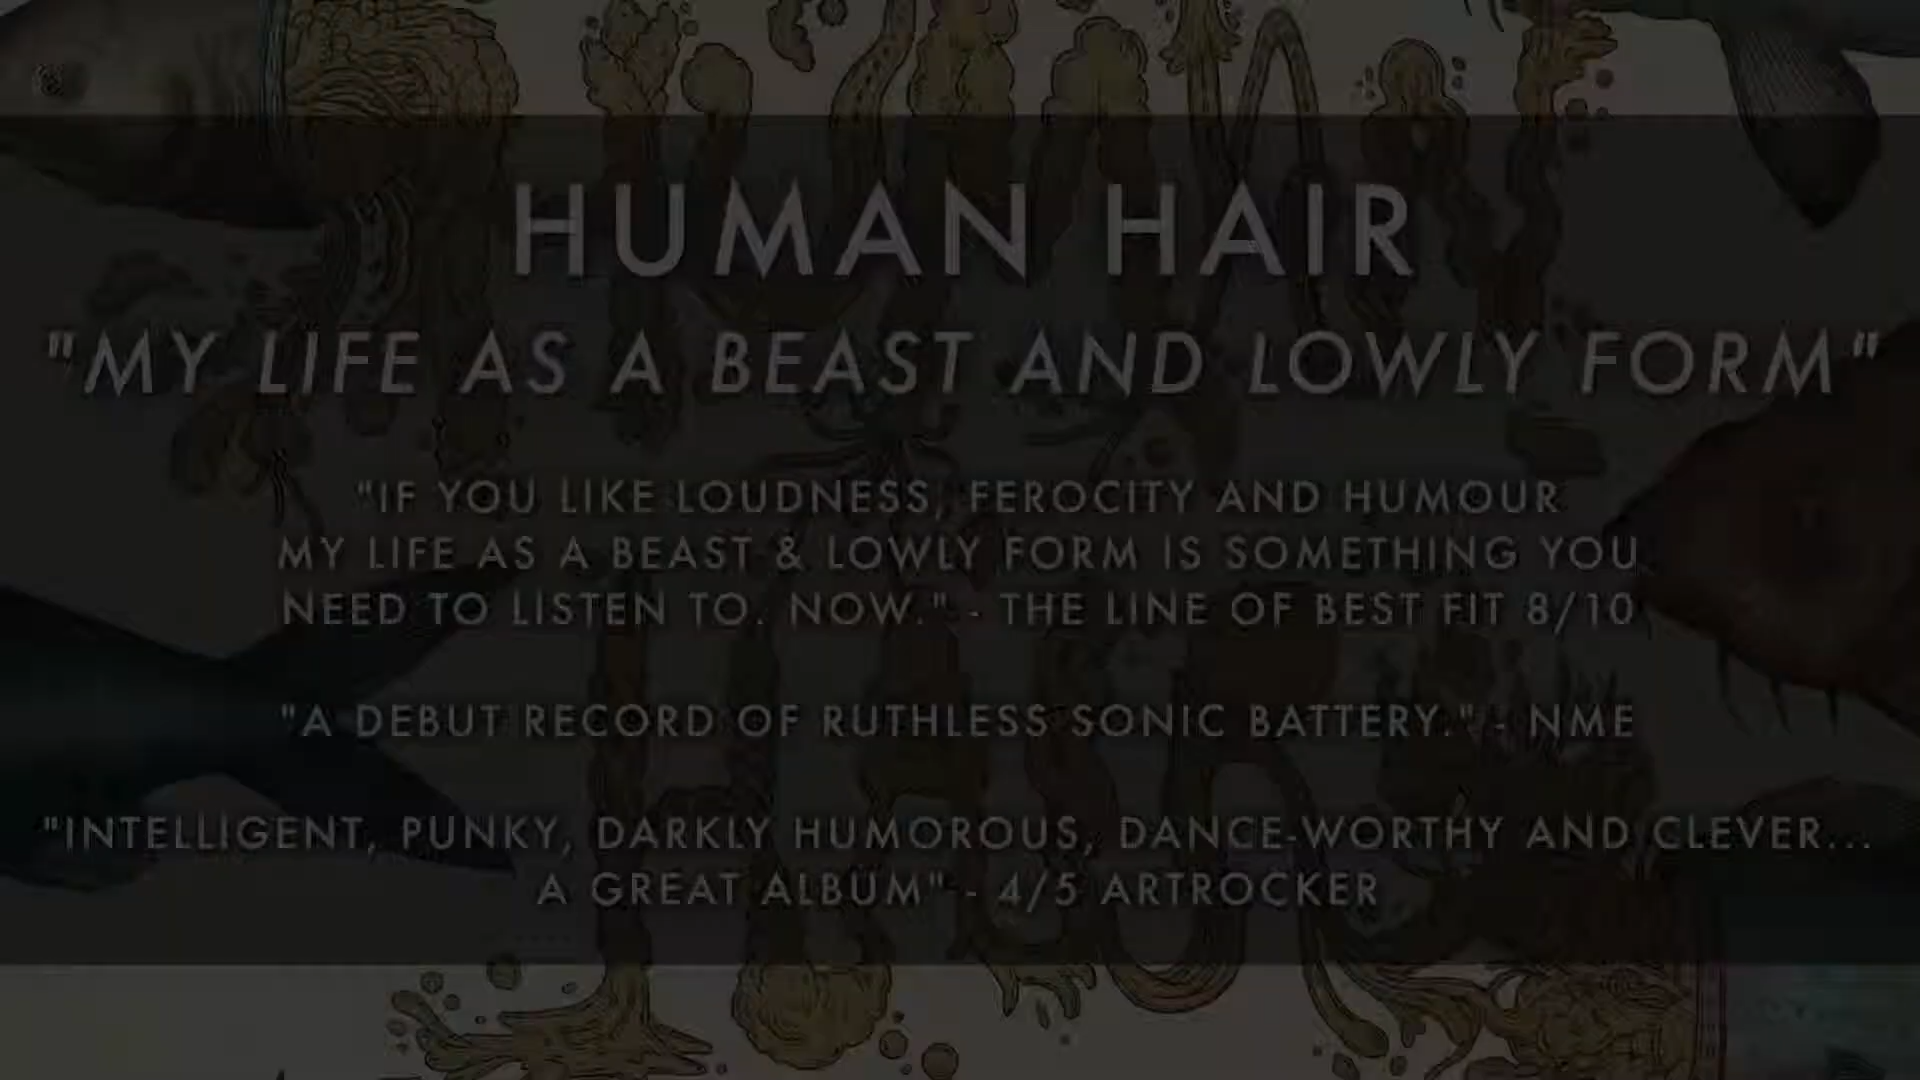 HUMAN HAIR
"MY LIFE AS A BEAST AND LOWLY FORM"
"IF YOU LIKE LOUDNESS, FEROCITY AND HUMOUR
MY LIFE AS A BEAST & LOWLY FORM IS SOMETHING YOU
NEED TO LISTEN TO. NOW." - THE LINE OF BEST FIT 8/10
"A DEBUT RECORD OF RUTHLESS SONIC BATTERY." - NME
"INTELLIGENT, PUNKY, DARKLY HUMOROUS, DANCE-WORTHY AND CLEVER...
A GREAT ALBUM" - 4/5 ARTROCKER